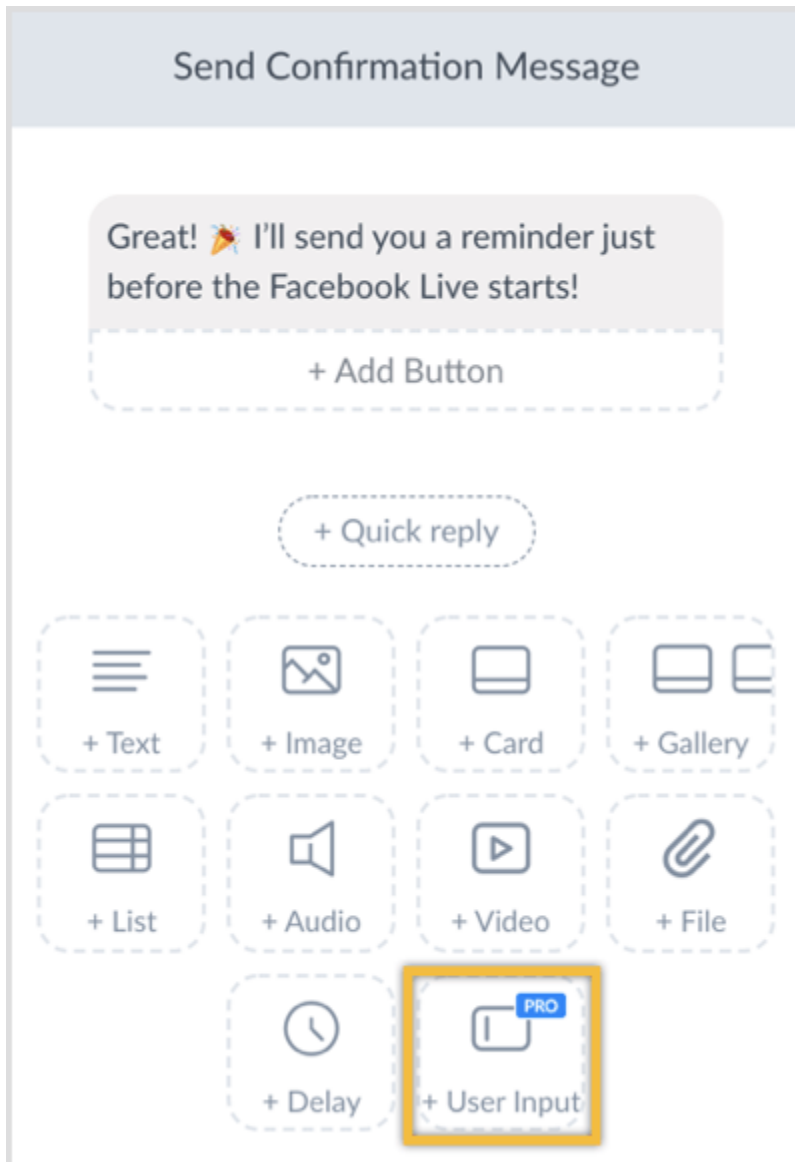 Send Confirmation Message
Great! 🎉 I’ll send you a reminder just
before the Facebook Live starts!
+ Add Button
+ Quick reply
+ Text
+ Image
+ Card
+ Gallery
+ List
+ Audio
+ Video
+ File
+ Delay
PRO
+ User Input